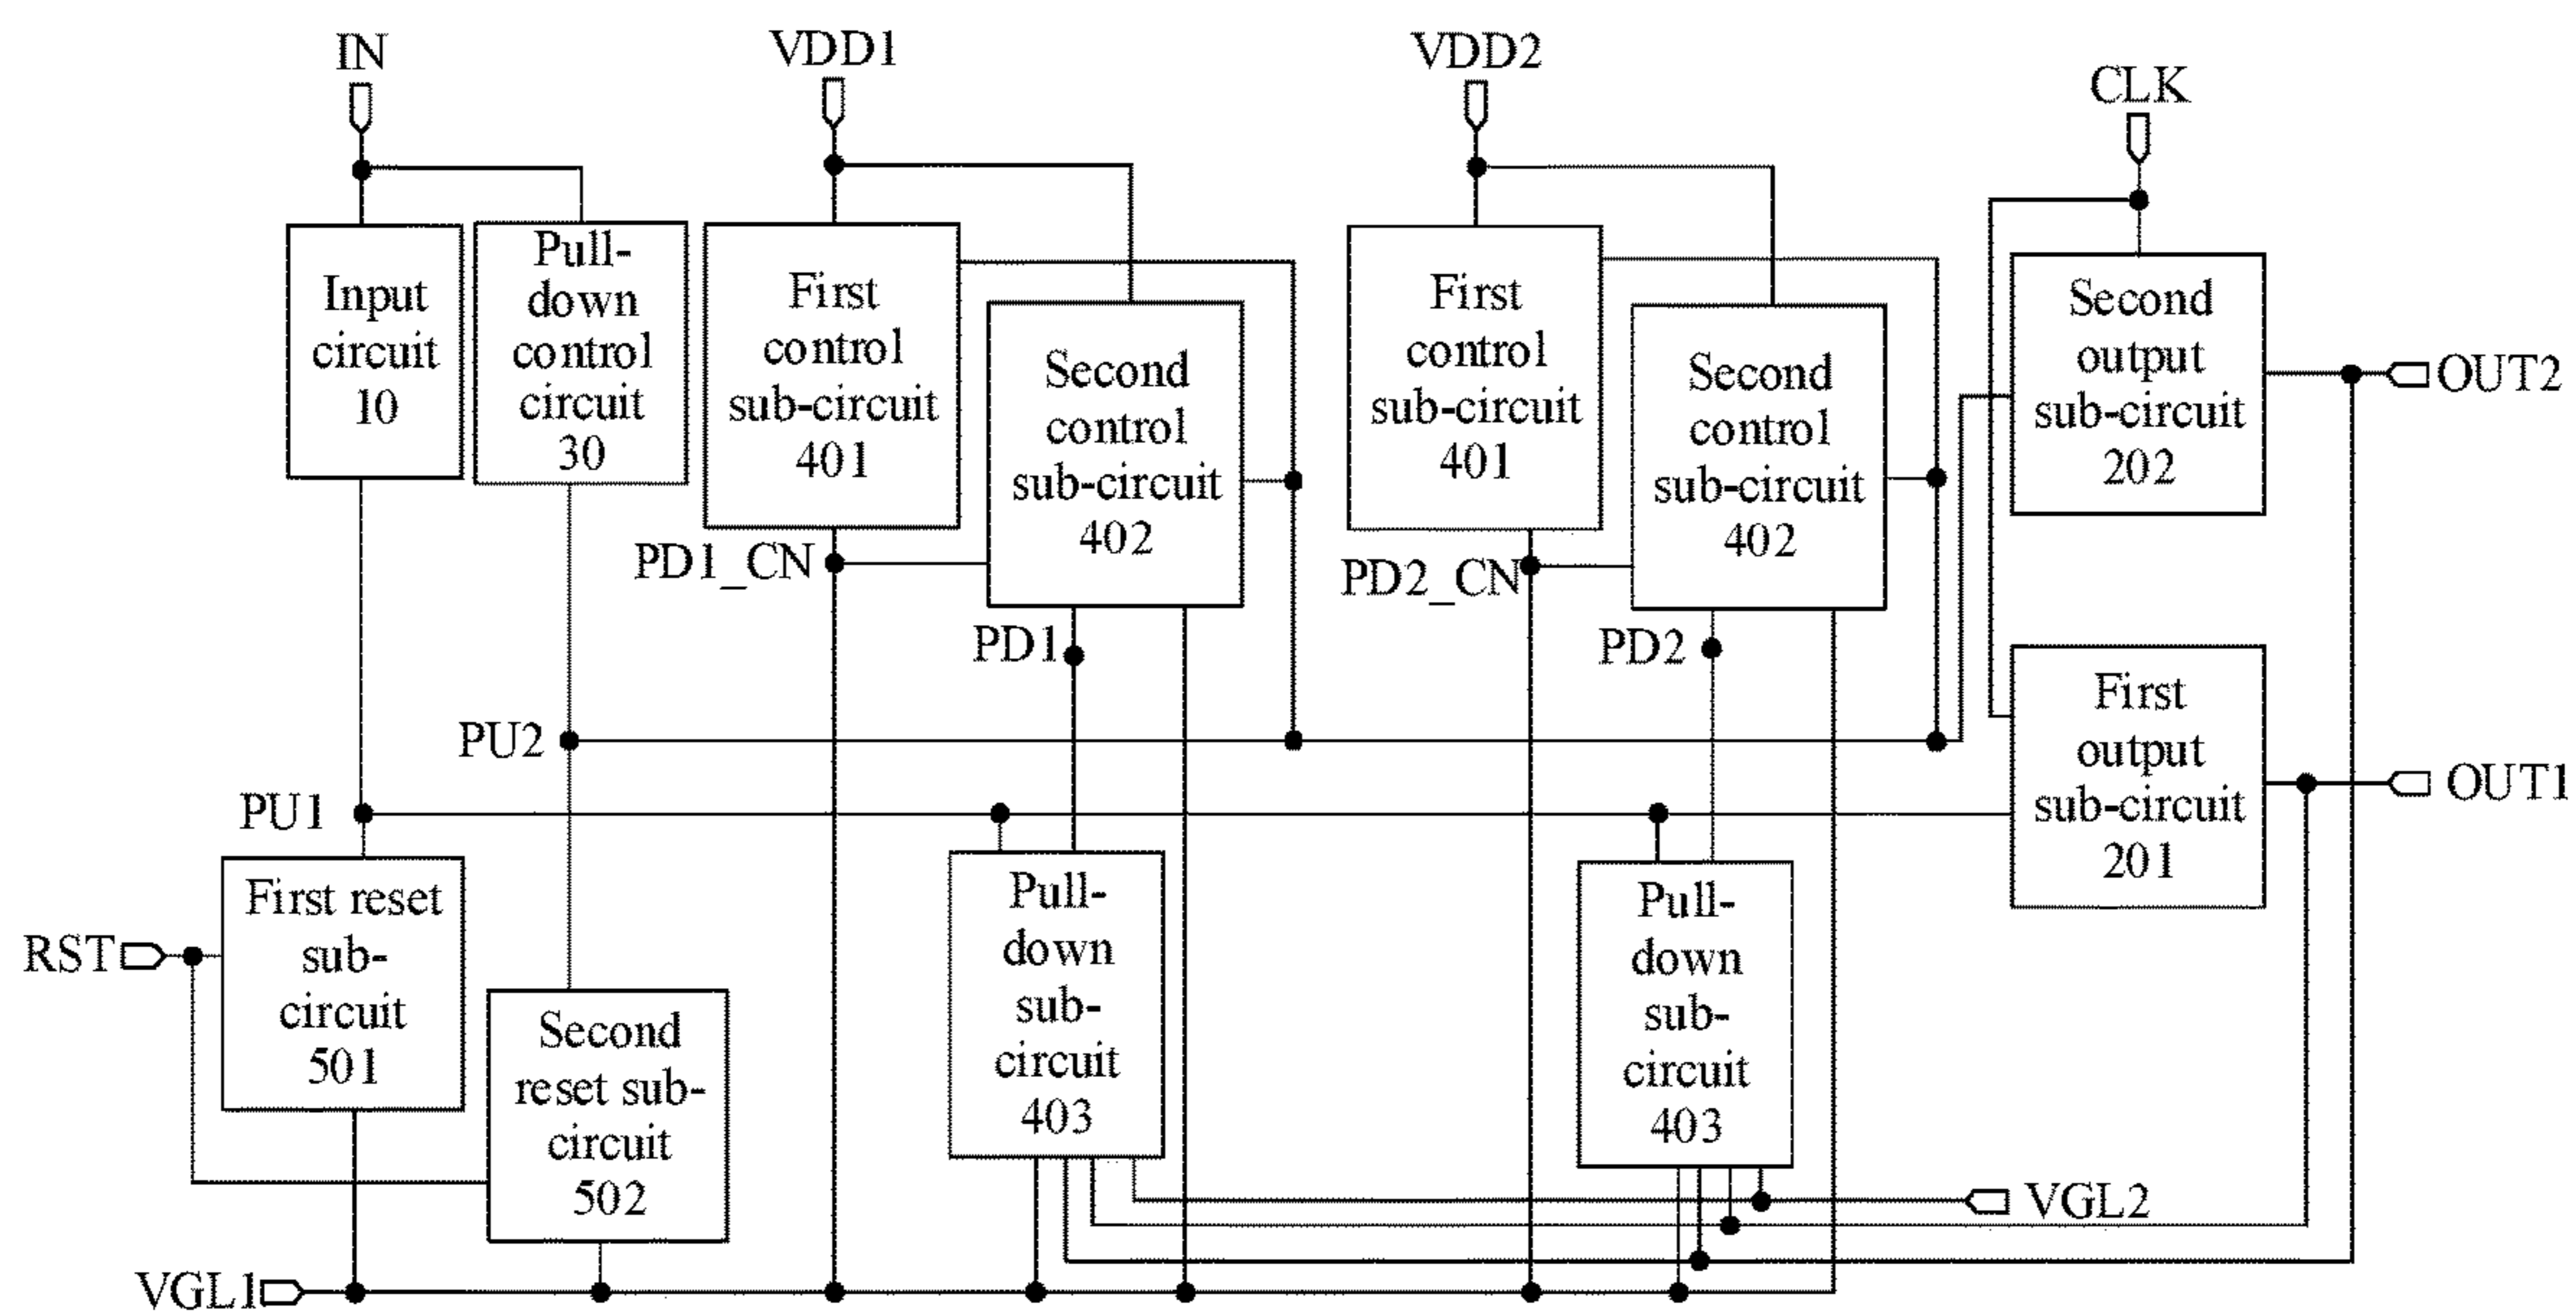 IN
VDD1
VDD2
CLK
Input
circuit
10
Pull-
down
control
circuit
30
First
control
sub-circuit
401
Second
control
sub-circuit
402
First
control
sub-circuit
401
Second
control
sub-circuit
402
Second
output
sub-circuit
202
OUT2
PD1_CN
PD2_CN
PD1
PD2
PU2
PU1
First
output
sub-circuit
201
OUT1
RST
First reset
sub-
circuit
501
Second
reset sub-
circuit
502
Pull-
down
sub-
circuit
403
Pull-
down
sub-
circuit
403
VGL2
VGL1